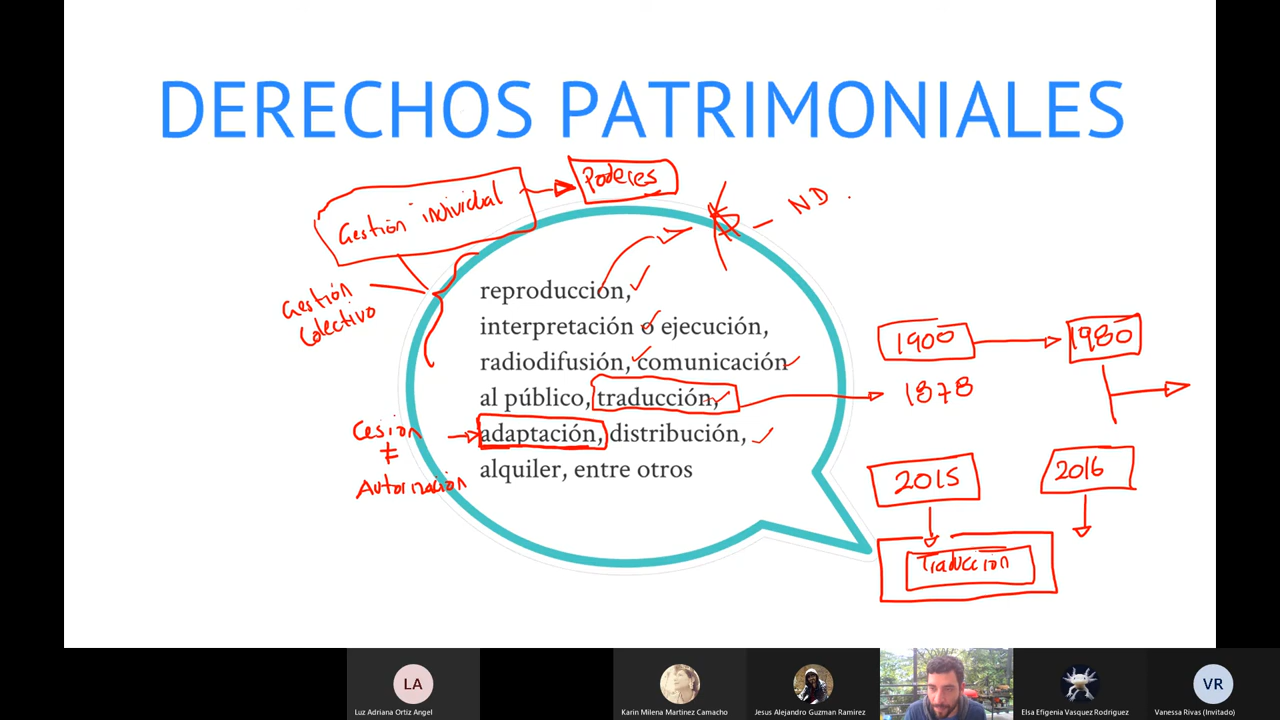 DERECHOS PATRIMONIALES
Poderes
Gestión individual
ND.
Gestión
Colectivo
reproducción,
interpretación o ejecución,
radiodifusión, comunicación
al público, traducción,
adaptación, distribución,
alquiler, entre otros
1900
1980
1878
Cesión
≠
Autorización
2015
2016
Traducción
LA
VR
Luz Adriana Ortiz Angel
Karin Milena Martinez Camacho
Jesus Alejandro Guzman Ramirez
Elsa Efigenia Vasquez Rodriguez
Vanessa Rivas (Invitado)